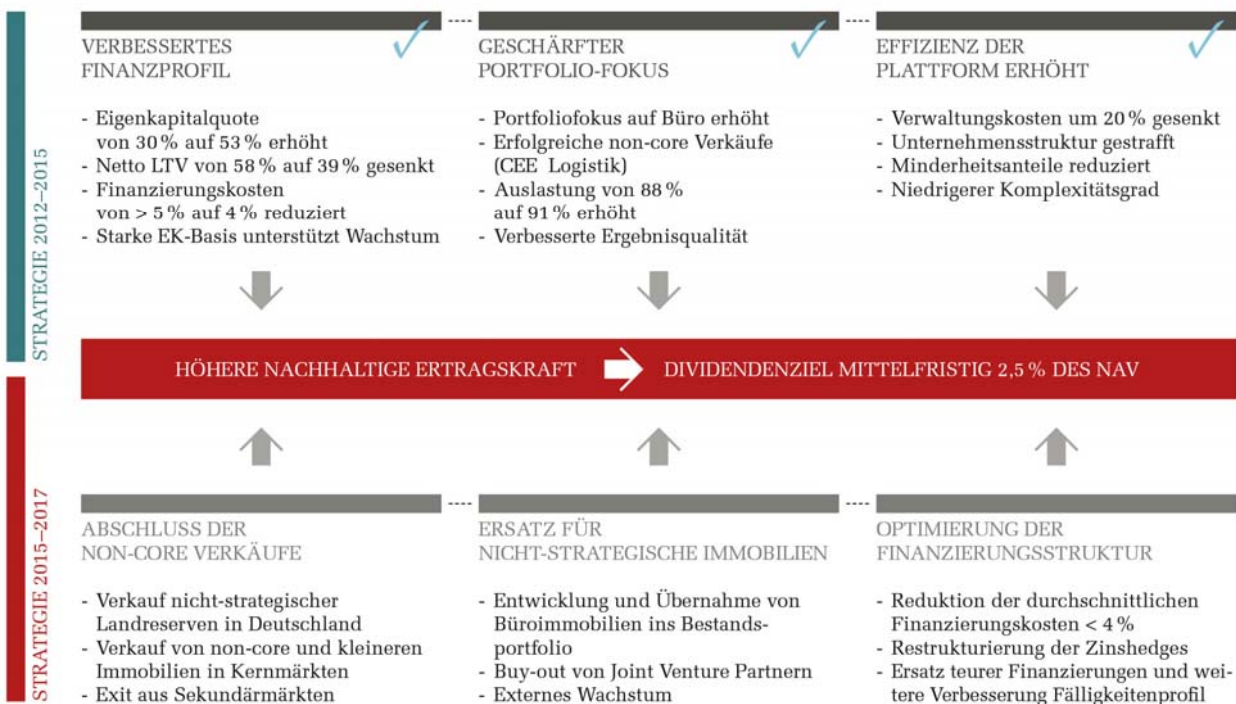 STRATEGIE 2012–2015
VERBESSERTES
FINANZPROFIL
- Eigenkapitalquote
von 30 % auf 53 % erhöht
- Netto LTV von 58 % auf 39 % gesenkt
- Finanzierungskosten
von > 5 % auf 4 % reduziert
- Starke EK-Basis unterstützt Wachstum
GESCHÄRFTER
PORTFOLIO-FOKUS
- Portfoliofokus auf Büro erhöht
- Erfolgreiche non-core Verkäufe
(CEE Logistik)
- Auslastung von 88 %
auf 91 % erhöht
- Verbesserte Ergebnisqualität
EFFIZIENZ DER
PLATTFORM ERHÖHT
- Verwaltungskosten um 20 % gesenkt
- Unternehmensstruktur gestrafft
- Minderheitsanteile reduziert
- Niedrigerer Komplexitätsgrad
HÖHERE NACHHALTIGE ERTRAGSKRAFT
DIVIDENDENZIEL MITTELFRISTIG 2,5 % DES NAV
STRATEGIE 2015–2017
ABSCHLUSS DER
NON-CORE VERKÄUFE
- Verkauf nicht-strategischer
Landreserven in Deutschland
- Verkauf von non-core und kleineren
Immobilien in Kernmärkten
- Exit aus Sekundärmärkten
ERSATZ FÜR
NICHT-STRATEGISCHE IMMOBILIEN
- Entwicklung und Übernahme von
Büroimmobilien ins Bestands-
portfolio
- Buy-out von Joint Venture Partnern
- Externes Wachstum
OPTIMIERUNG DER
FINANZIERUNGSSTRUKTUR
- Reduktion der durchschnittlichen
Finanzierungskosten < 4 %
- Restrukturierung der Zinshedges
- Ersatz teurer Finanzierungen und wei-
tere Verbesserung Fälligkeitenprofil